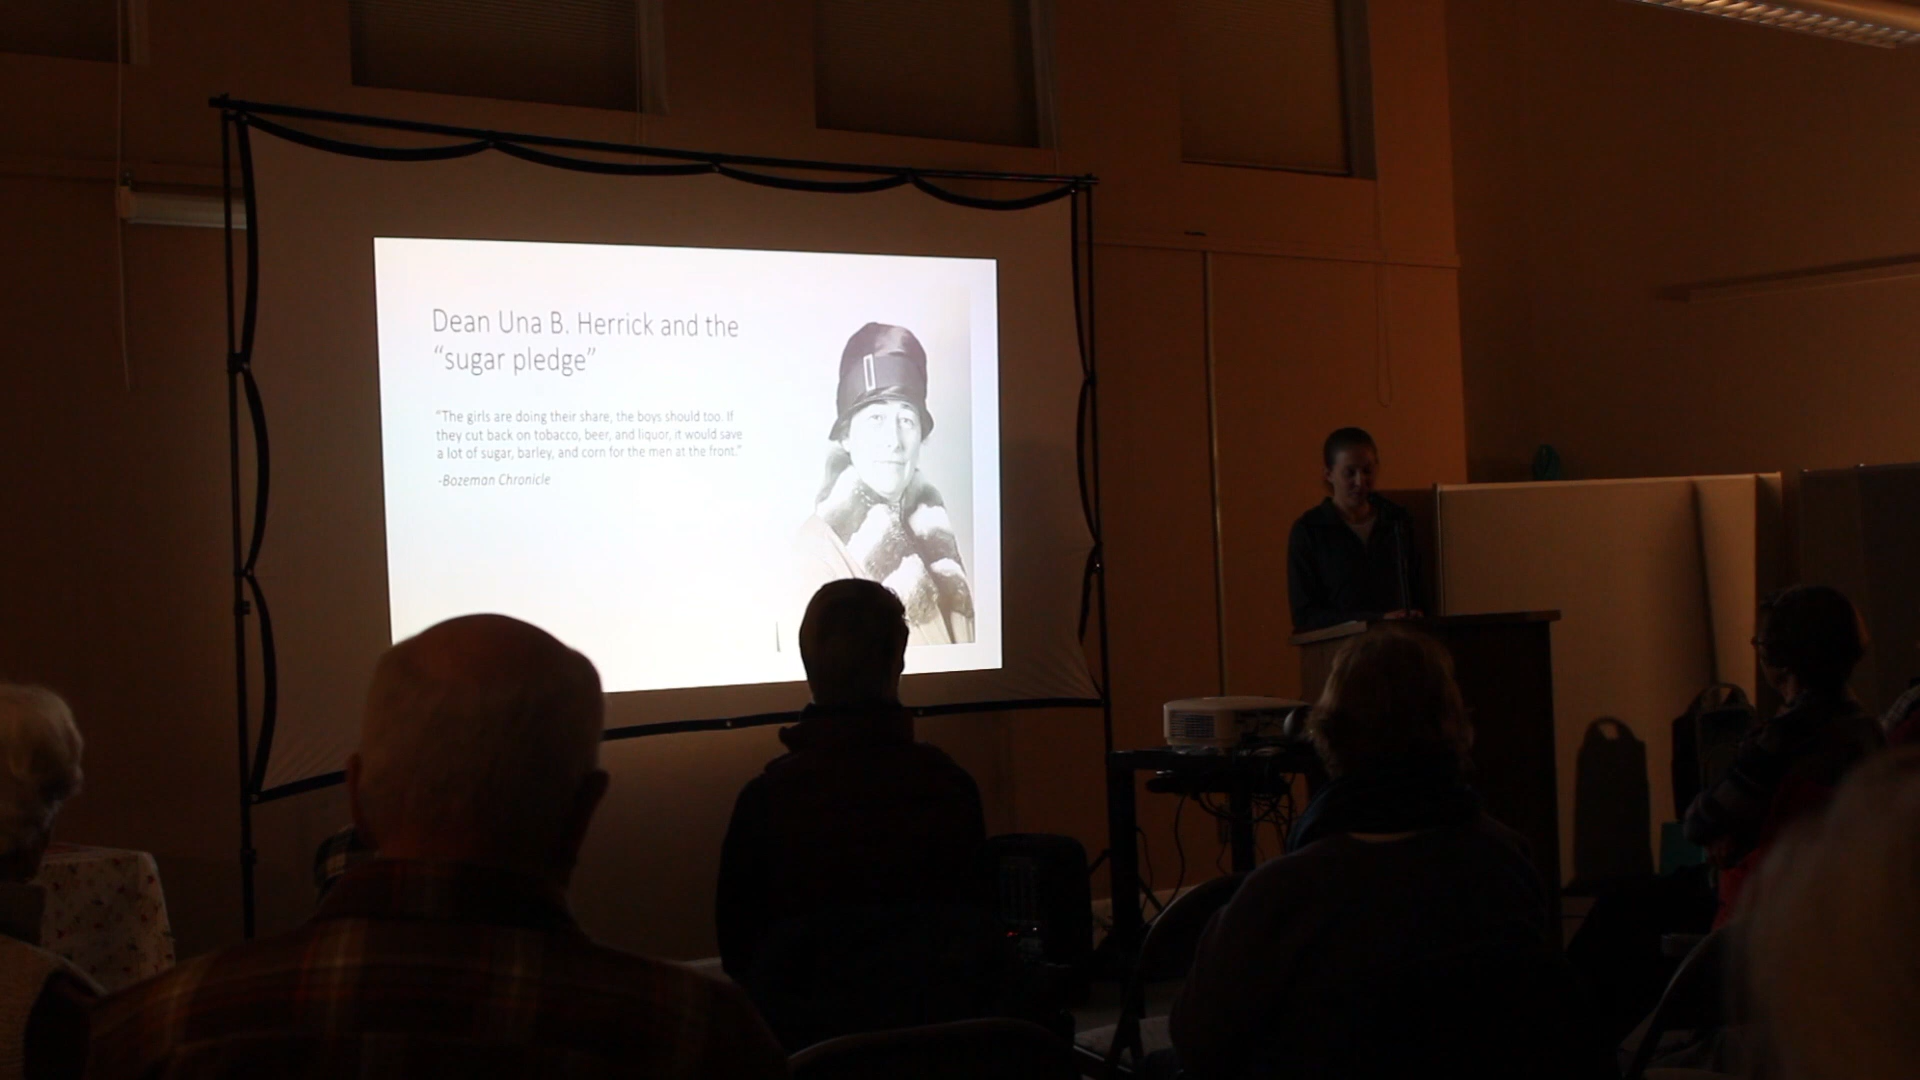 Dean Una B. Herrick and the
“sugar pledge”
“The girls are doing their share, the boys should too. If
they cut back on tobacco, beer, and liquor, it would save
a lot of sugar, barley, and corn for the men at the front.”
-Bozeman Chronicle